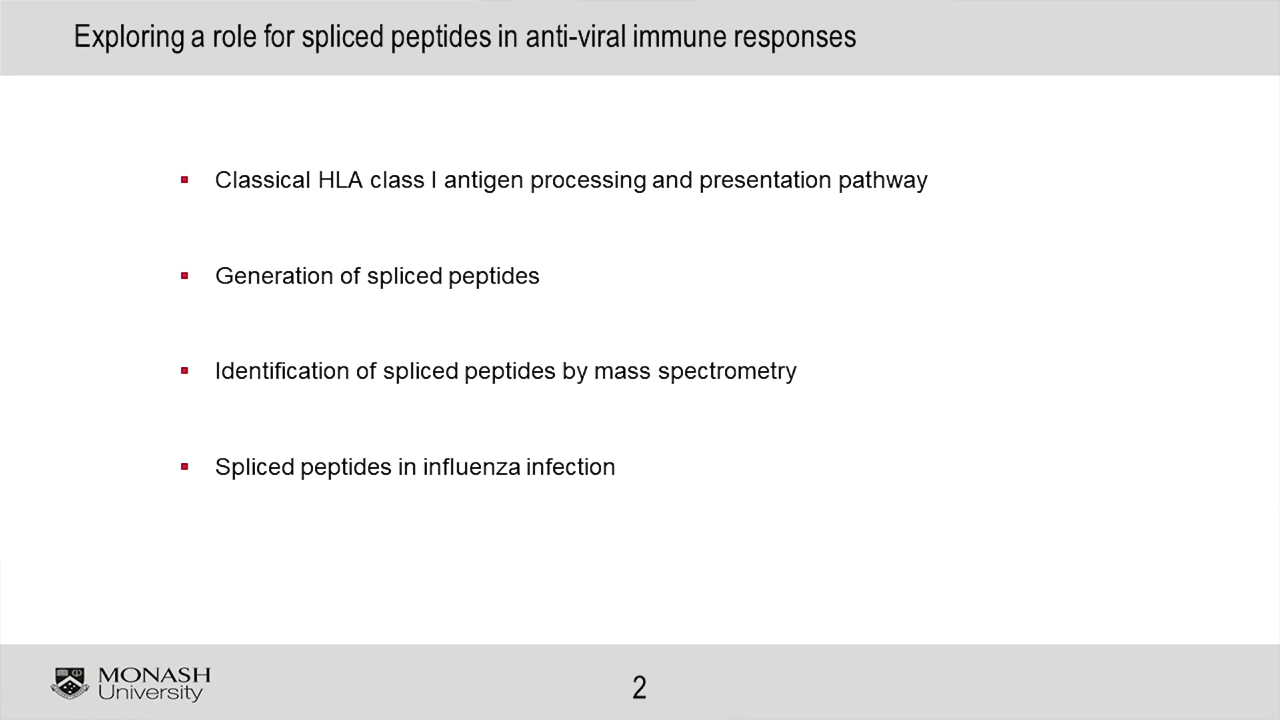 Exploring a role for spliced peptides in anti-viral immune responses
Classical HLA class I antigen processing and presentation pathway
Generation of spliced peptides
Identification of spliced peptides by mass spectrometry
Spliced peptides in influenza infection
MONASH
University
2